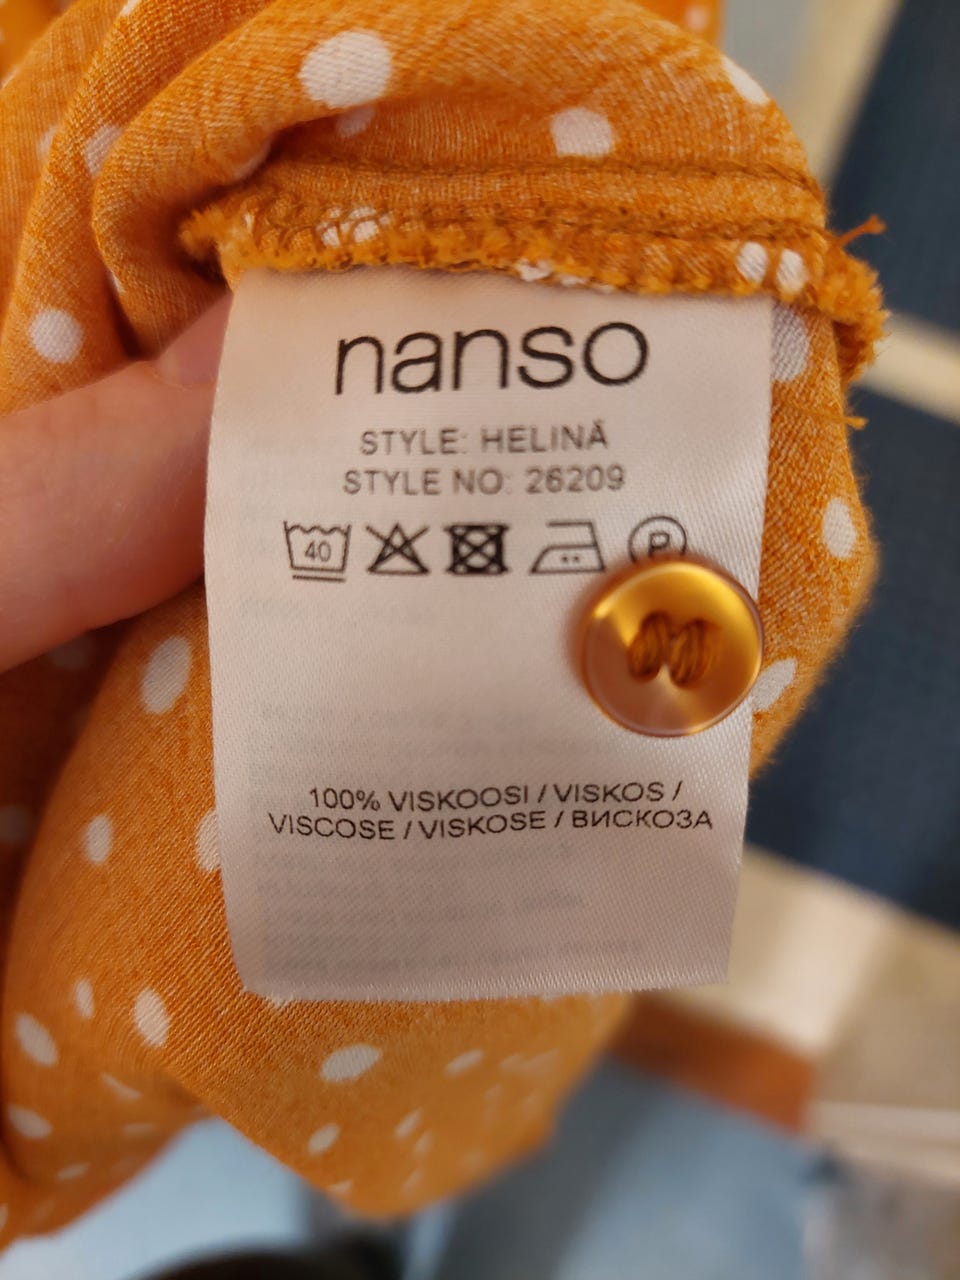 nanso
STYLE: HELINÄ
STYLE NO: 26209
40
P
100% VISKOOSI / VISKOS /
VISCOSE / VISKOSE / ВИСКОЗА